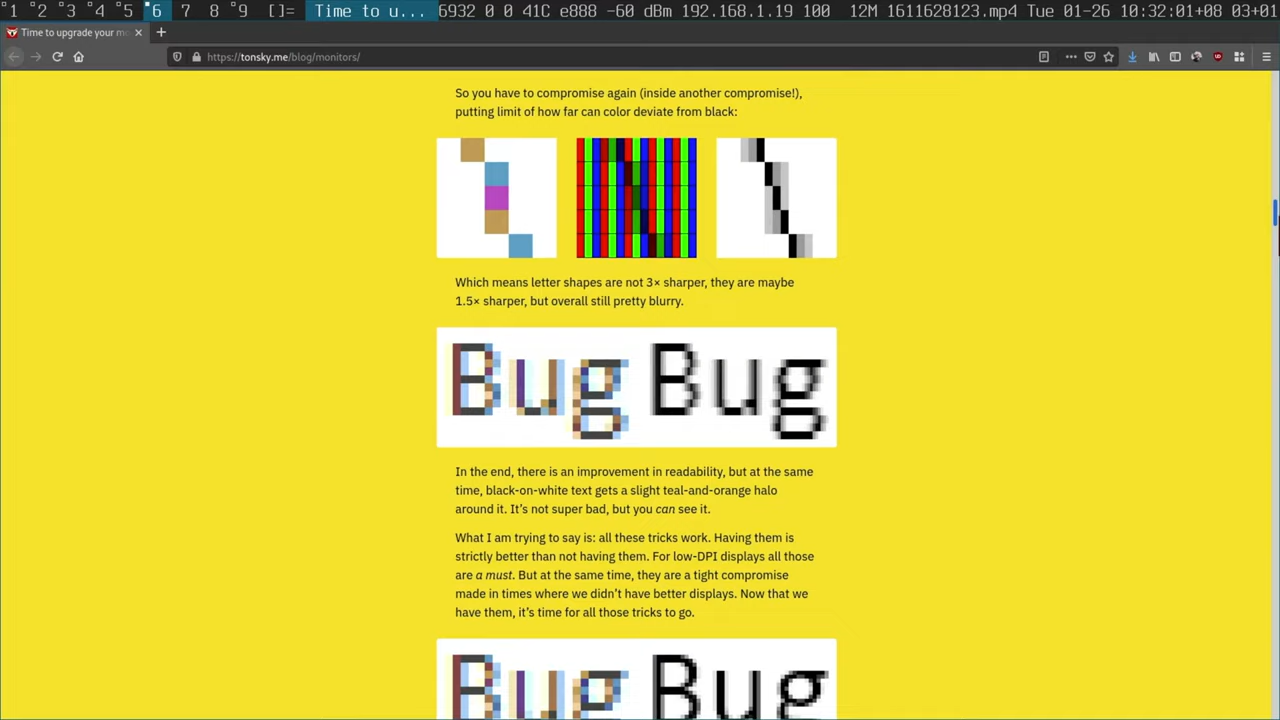 1 2 3 4 5 6 7 8 9 []= Time to u... 6932 0 0 41C e888 -60 dBm 192.168.1.19 100 12M 1611628123.mp4 Tue 01-26 10:32:01+08 03+01
Time to upgrade your mo
https://tonsky.me/blog/monitors/
So you have to compromise again (inside another compromise!),
putting limit of how far can color deviate from black:
Which means letter shapes are not 3× sharper, they are maybe
1.5× sharper, but overall still pretty blurry.
Bug Bug
In the end, there is an improvement in readability, but at the same
time, black-on-white text gets a slight teal-and-orange halo
around it. It’s not super bad, but you can see it.
What I am trying to say is: all these tricks work. Having them is
strictly better than not having them. For low-DPI displays all those
are a must. But at the same time, they are a tight compromise
made in times where we didn’t have better displays. Now that we
have them, it’s time for all those tricks to go.
Bug Bug